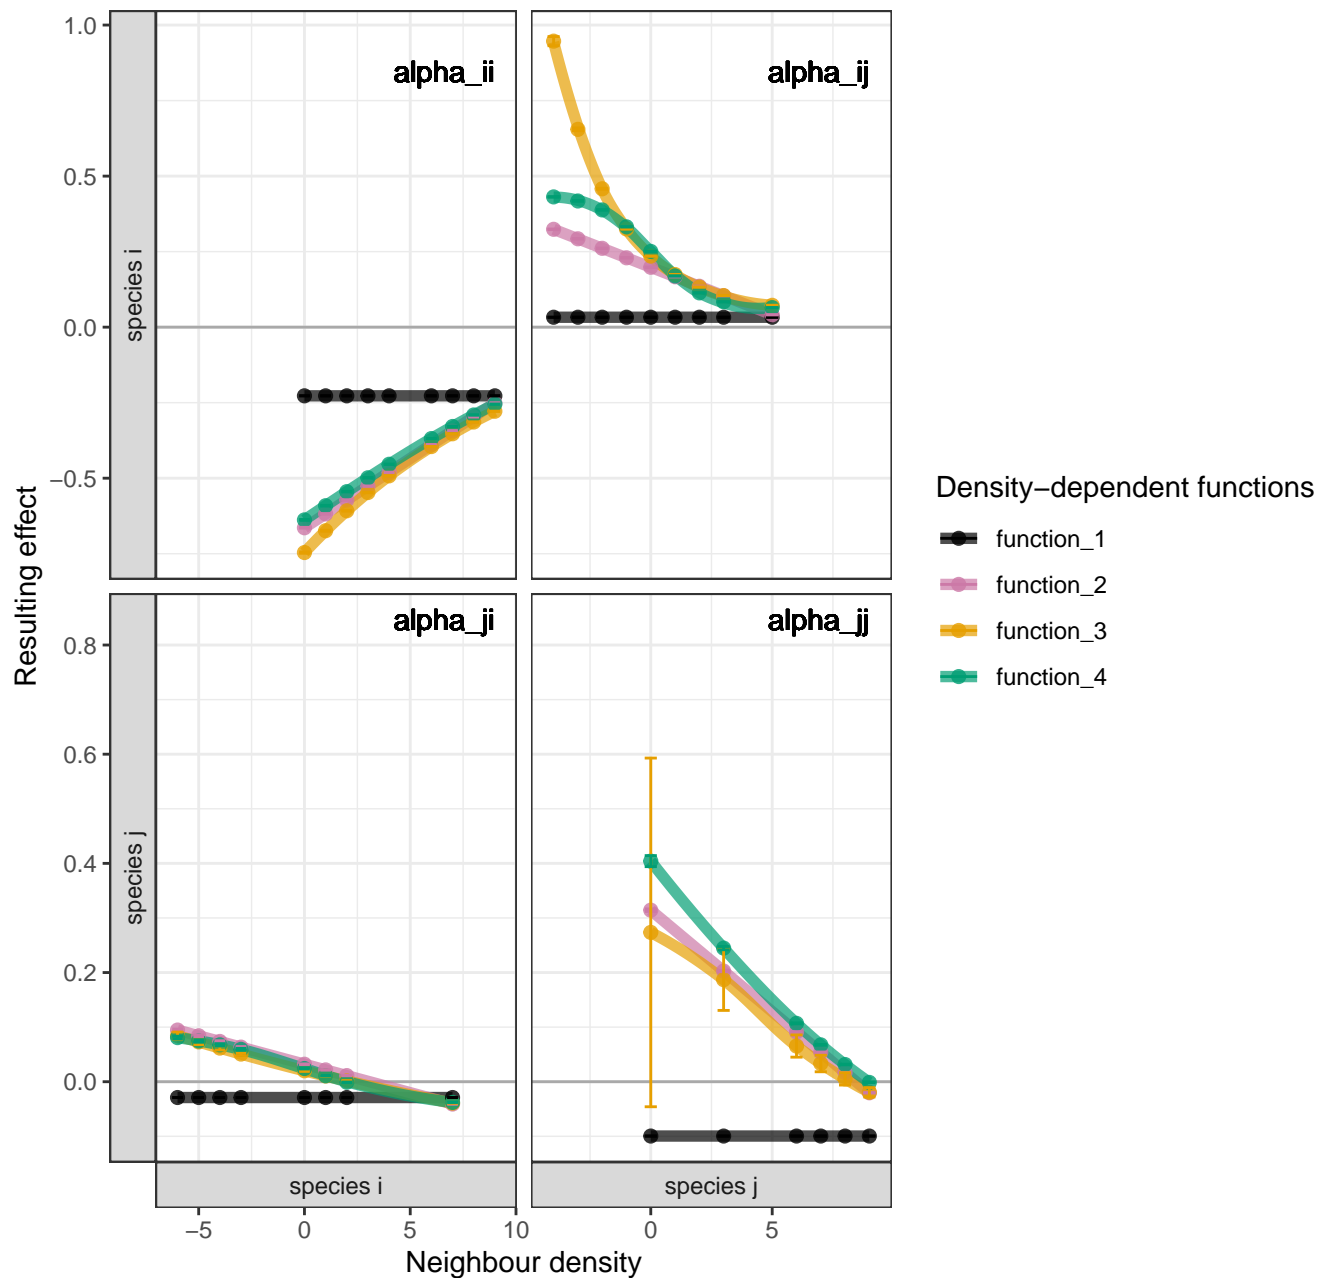 alpha_ii
alpha_ij
1.0
0.5
0.0
−0.5
species i
alpha_ji
alpha_jj
0.8
0.6
0.4
0.2
0.0
species j
Resulting effect
species i
species j
−5
0
5
10
0
5
Neighbour density
Density−dependent functions
function_1
function_2
function_3
function_4